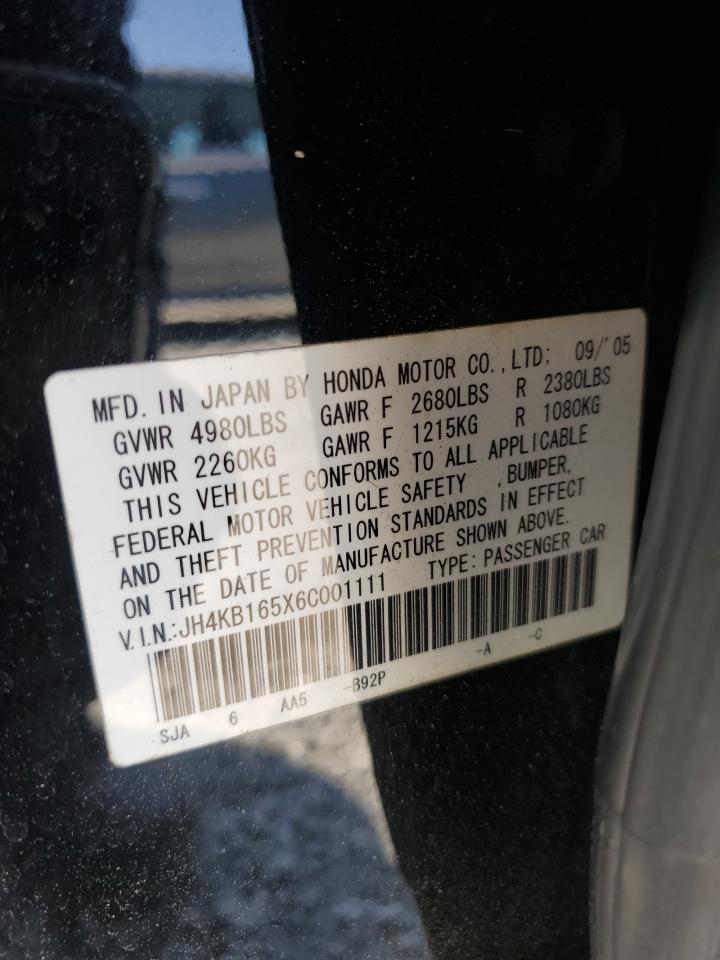 MFD. IN JAPAN BY HONDA MOTOR CO.,LTD; 09/'05
GVWR 4980LBS GAWR F 2680LBS R 2380LBS
GVWR 2260KG GAWR F 1215KG R 1080KG
THIS VEHICLE CONFORMS TO ALL APPLICABLE
FEDERAL MOTOR VEHICLE SAFETY ,BUMPER,
AND THEFT PREVENTION STANDARDS IN EFFECT
ON THE DATE OF MANUFACTURE SHOWN ABOVE.
V.I.N.:JH4KB165X6C001111 TYPE: PASSENGER CAR
SJA 6 AA5 -B92P -A -C